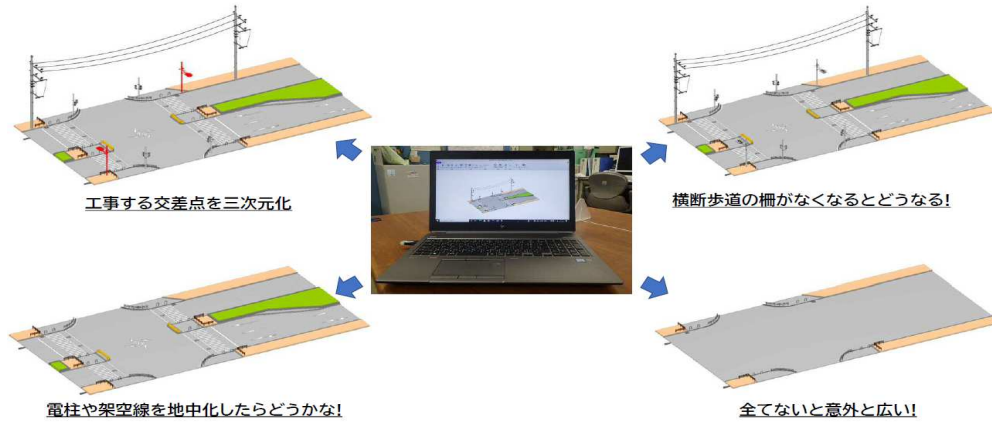 工事する交差点を三次元化
横断歩道の柵がなくなるとどうなる!
電柱や架空線を地中化したらどうかな!
全てないと意外と広い!